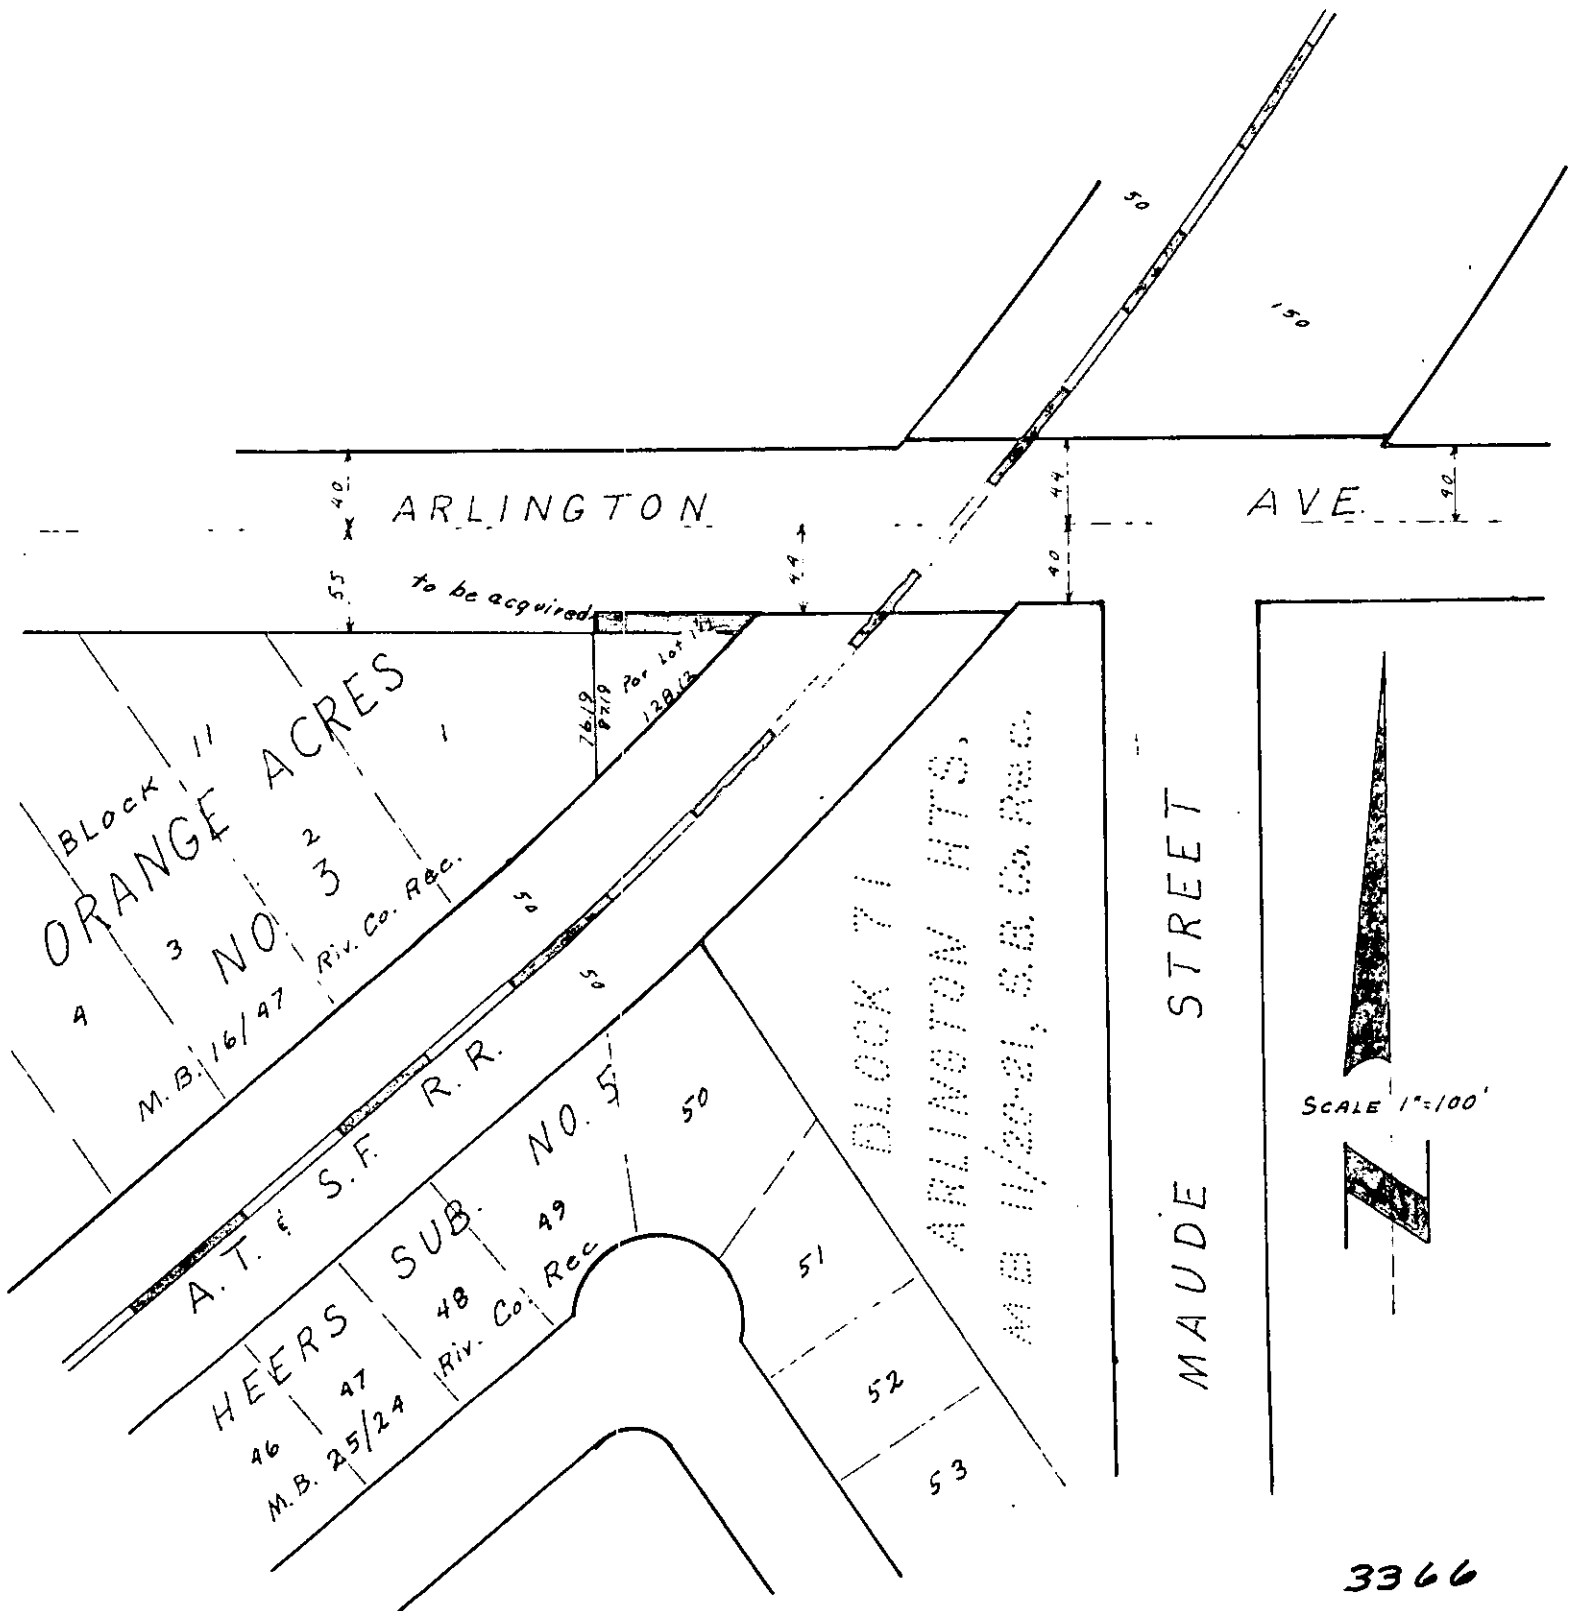 50
150
40
ARLINGTON
44
AVE.
40
44
40
55
to be acquired
Por Lot
76.19
87.19
128.12
BLOCK 11
ORANGE ACRES
NO. 3
1
2
3
4
M.B. 16/47 Riv. Co. Rec.
50
50
A.T. & S.F. R.R.
HEERS SUB. NO. 5
46
47
48
49
50
51
52
53
M.B. 25/24 Riv. Co. Rec
BLOCK 71
ARLINGTON HTS,
MB 11/20-21, S.B. Co. Rec.
MAUDE STREET
SCALE 1"=100'
N
3366